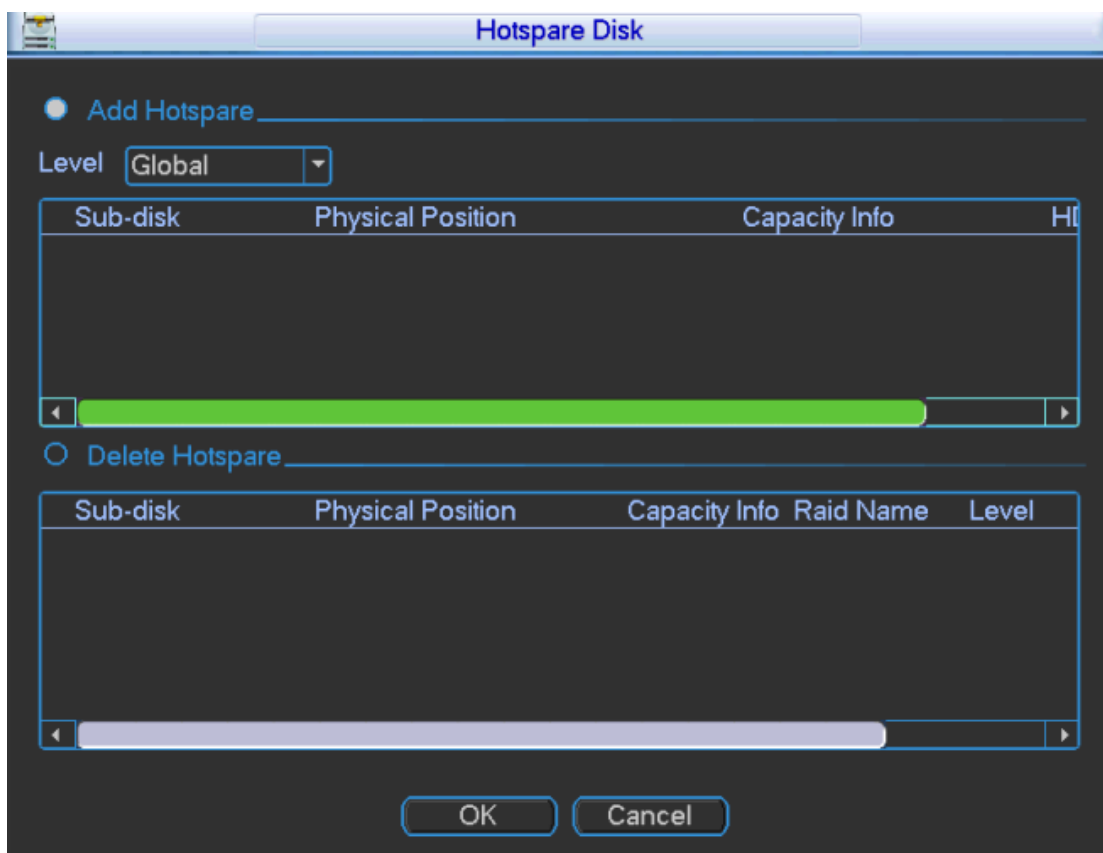 Hotspare Disk
Add Hotspare
Level Global
Sub-disk Physical Position Capacity Info
Delete Hotspare
Sub-disk Physical Position Capacity Info Raid Name Level
OK Cancel